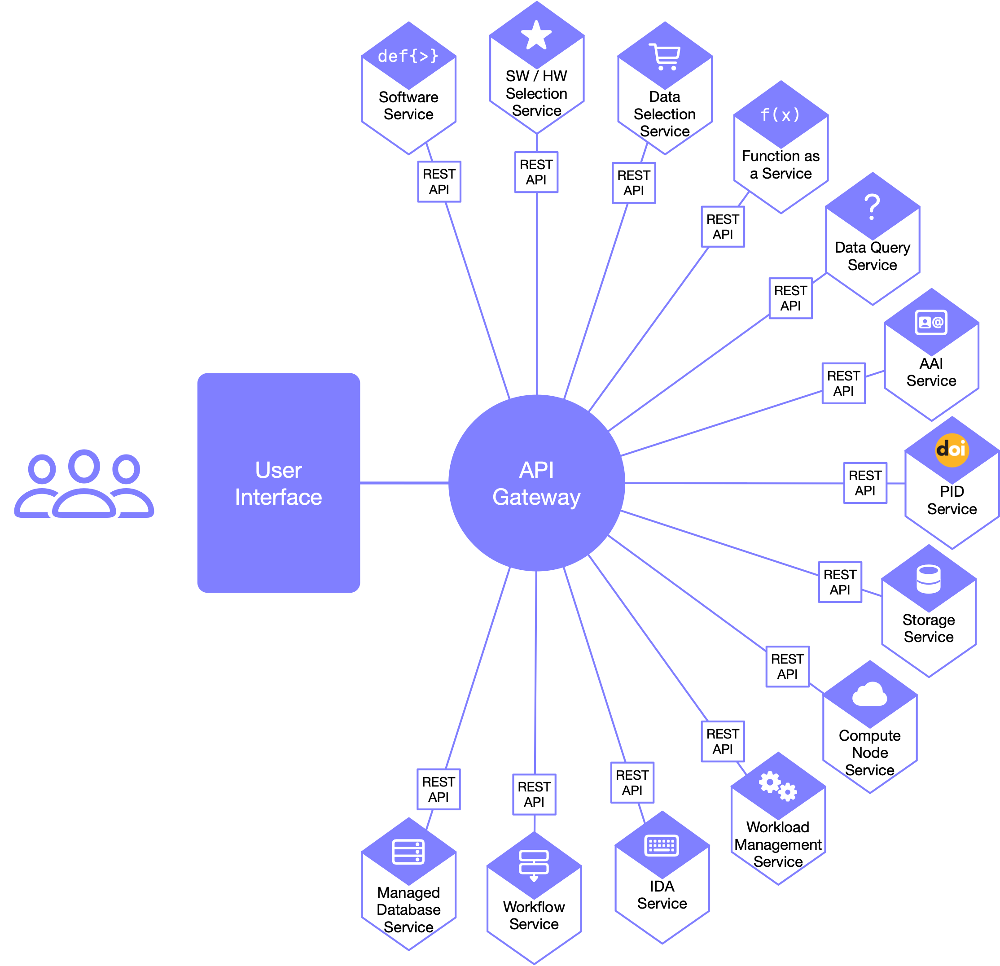 def{>}
Software
Service
REST
API
SW / HW
Selection
Service
REST
API
Data
Selection
Service
REST
API
f(x)
Function as
a Service
REST
API
?
Data Query
Service
REST
API
@
AAI
Service
REST
API
doi
PID
Service
REST
API
User
Interface
API
Gateway
Storage
Service
REST
API
Compute
Node
Service
REST
API
Workload
Management
Service
REST
API
IDA
Service
REST
API
Workflow
Service
REST
API
Managed
Database
Service
REST
API